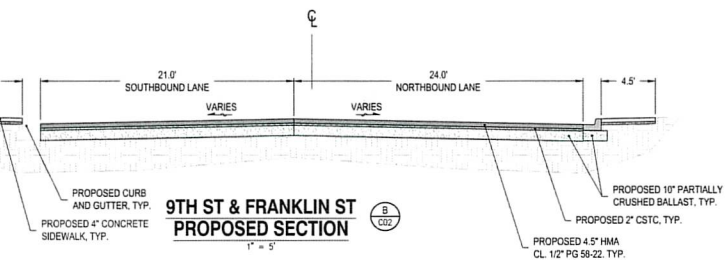 ℄
21.0'
SOUTHBOUND LANE
24.0'
NORTHBOUND LANE
4.5'
VARIES
VARIES
PROPOSED CURB
AND GUTTER, TYP.
PROPOSED 4" CONCRETE
SIDEWALK, TYP.
9TH ST & FRANKLIN ST
PROPOSED SECTION
1" = 5'
B
C02
PROPOSED 10" PARTIALLY
CRUSHED BALLAST, TYP.
PROPOSED 2" CSTC, TYP.
PROPOSED 4.5" HMA
CL. 1/2" PG 58-22. TYP.